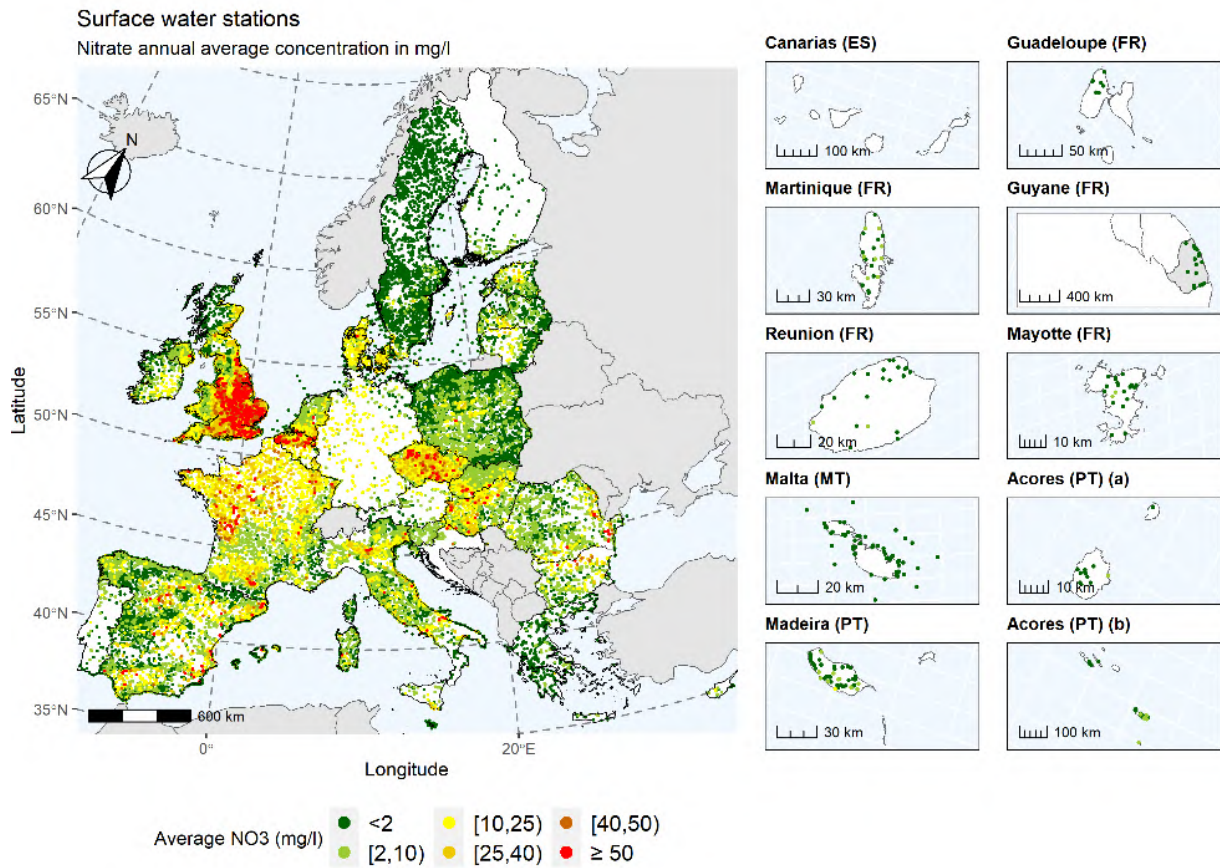 Surface water stations
Nitrate annual average concentration in mg/l
65°N
60°N
55°N
50°N
45°N
40°N
35°N
N
600 km
0°
20°E
Latitude
Longitude
Canarias (ES)
100 km
Guadeloupe (FR)
50 km
Martinique (FR)
30 km
Guyane (FR)
400 km
Reunion (FR)
20 km
Mayotte (FR)
10 km
Malta (MT)
20 km
Acores (PT) (a)
10 km
Madeira (PT)
30 km
Acores (PT) (b)
100 km
Average NO3 (mg/l)
<2
[10,25)
[40,50)
[2,10)
[25,40)
≥ 50